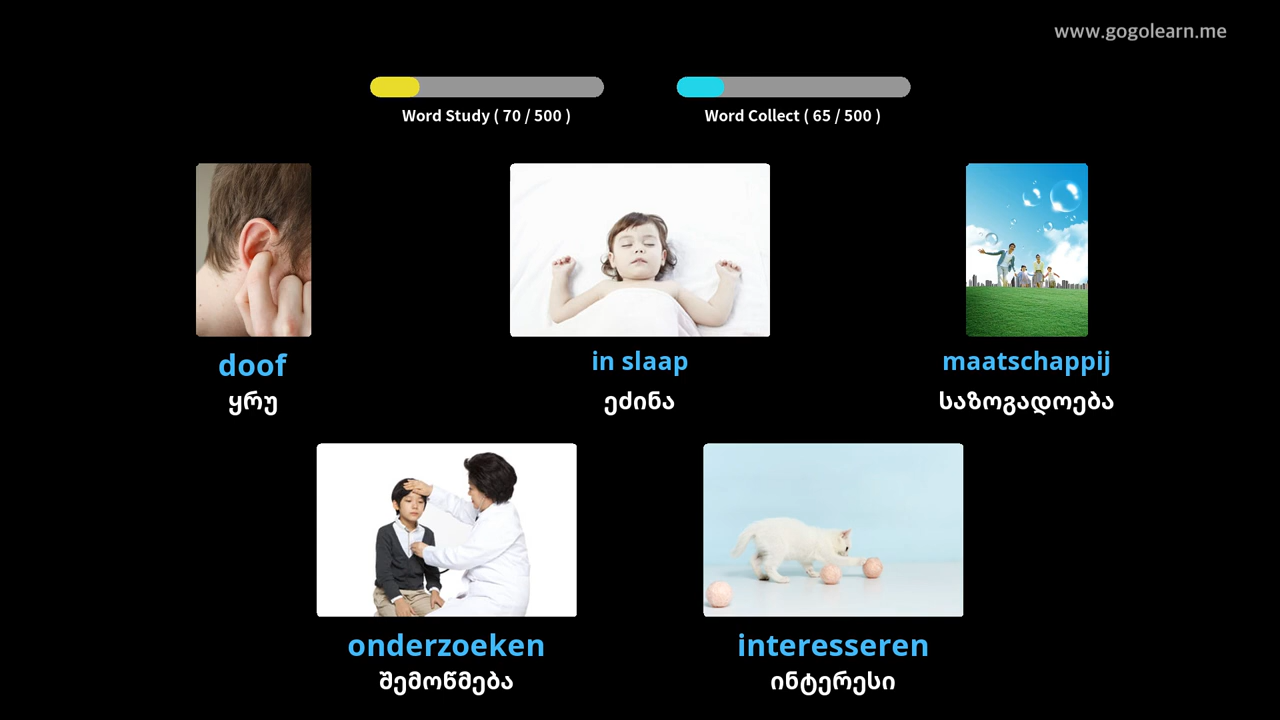 www.gogolearn.me
Word Study ( 70 / 500 )
Word Collect ( 65 / 500 )
doof
ყრუ
in slaap
ეძინა
maatschappij
საზოგადოება
onderzoeken
შემოწმება
interesseren
ინტერესი